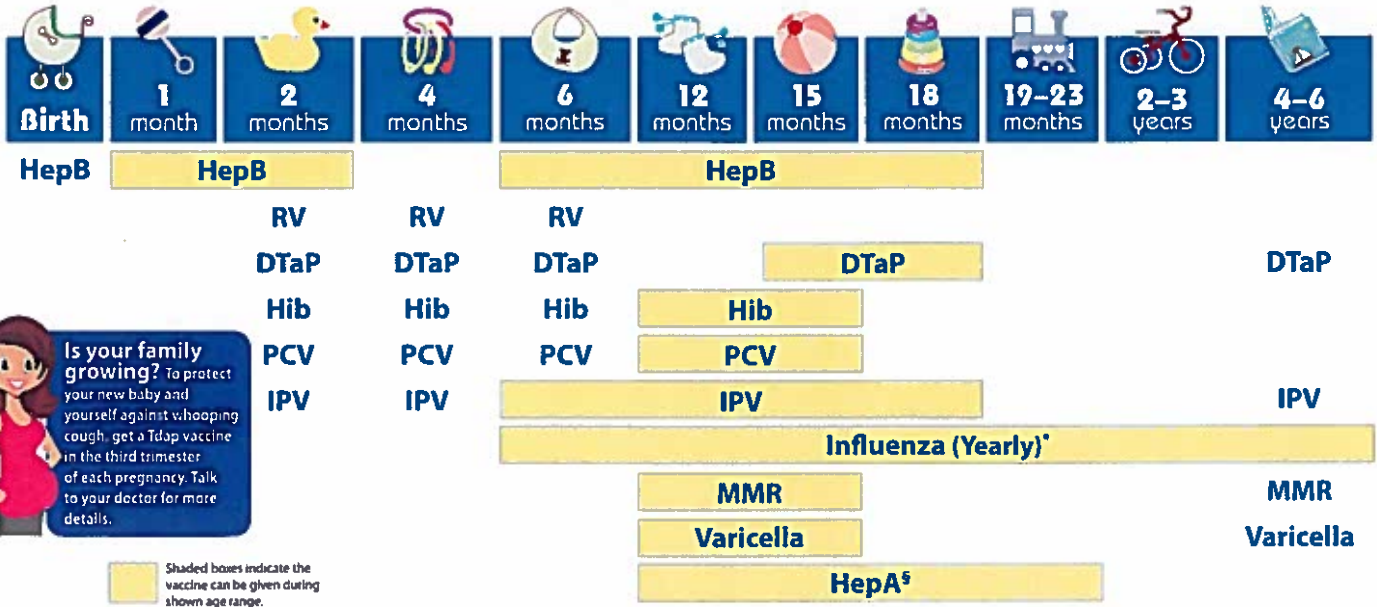 Birth
1 month
2 months
4 months
6 months
12 months
15 months
18 months
19–23 months
2–3 years
4–6 years
HepB HepB HepB
RV RV RV
DTaP DTaP DTaP DTaP DTaP
Hib Hib Hib Hib
PCV PCV PCV PCV
IPV IPV IPV IPV
Influenza (Yearly)*
MMR MMR
Varicella Varicella
HepA§
Is your family
growing? To protect
your new baby and
yourself against whooping
cough, get a Tdap vaccine
in the third trimester
of each pregnancy. Talk
to your doctor for more
details.
Shaded boxes indicate the
vaccine can be given during
shown age range.